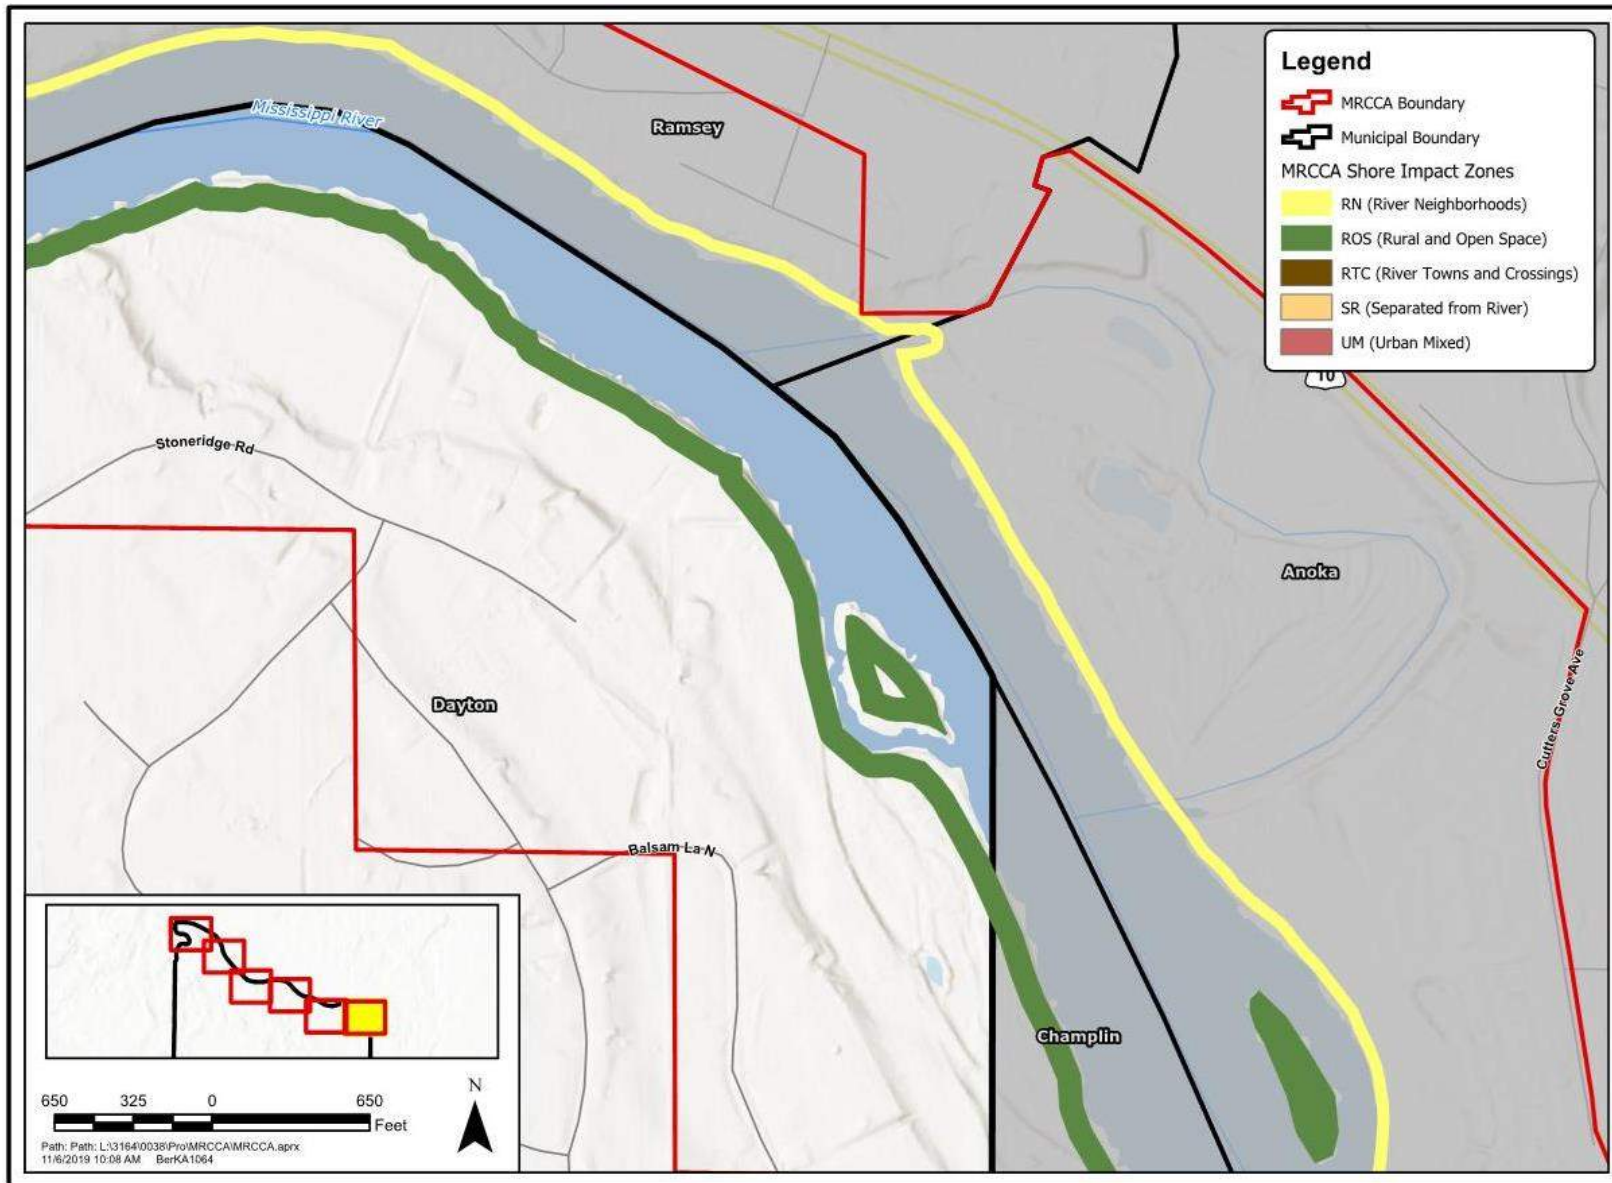 Legend
MRCCA Boundary
Municipal Boundary
MRCCA Shore Impact Zones
RN (River Neighborhoods)
ROS (Rural and Open Space)
RTC (River Towns and Crossings)
SR (Separated from River)
UM (Urban Mixed)
Mississippi River
Ramsey
10
Stoneridge Rd
Anoka
Dayton
Cutters Grove Ave
Balsam La N
Champlin
N
650 325 0 650
Feet
Path: Path: L:\3164\0038\Pro\MRCCA\MRCCA.aprx
11/6/2019 10:08 AM BerKA1064